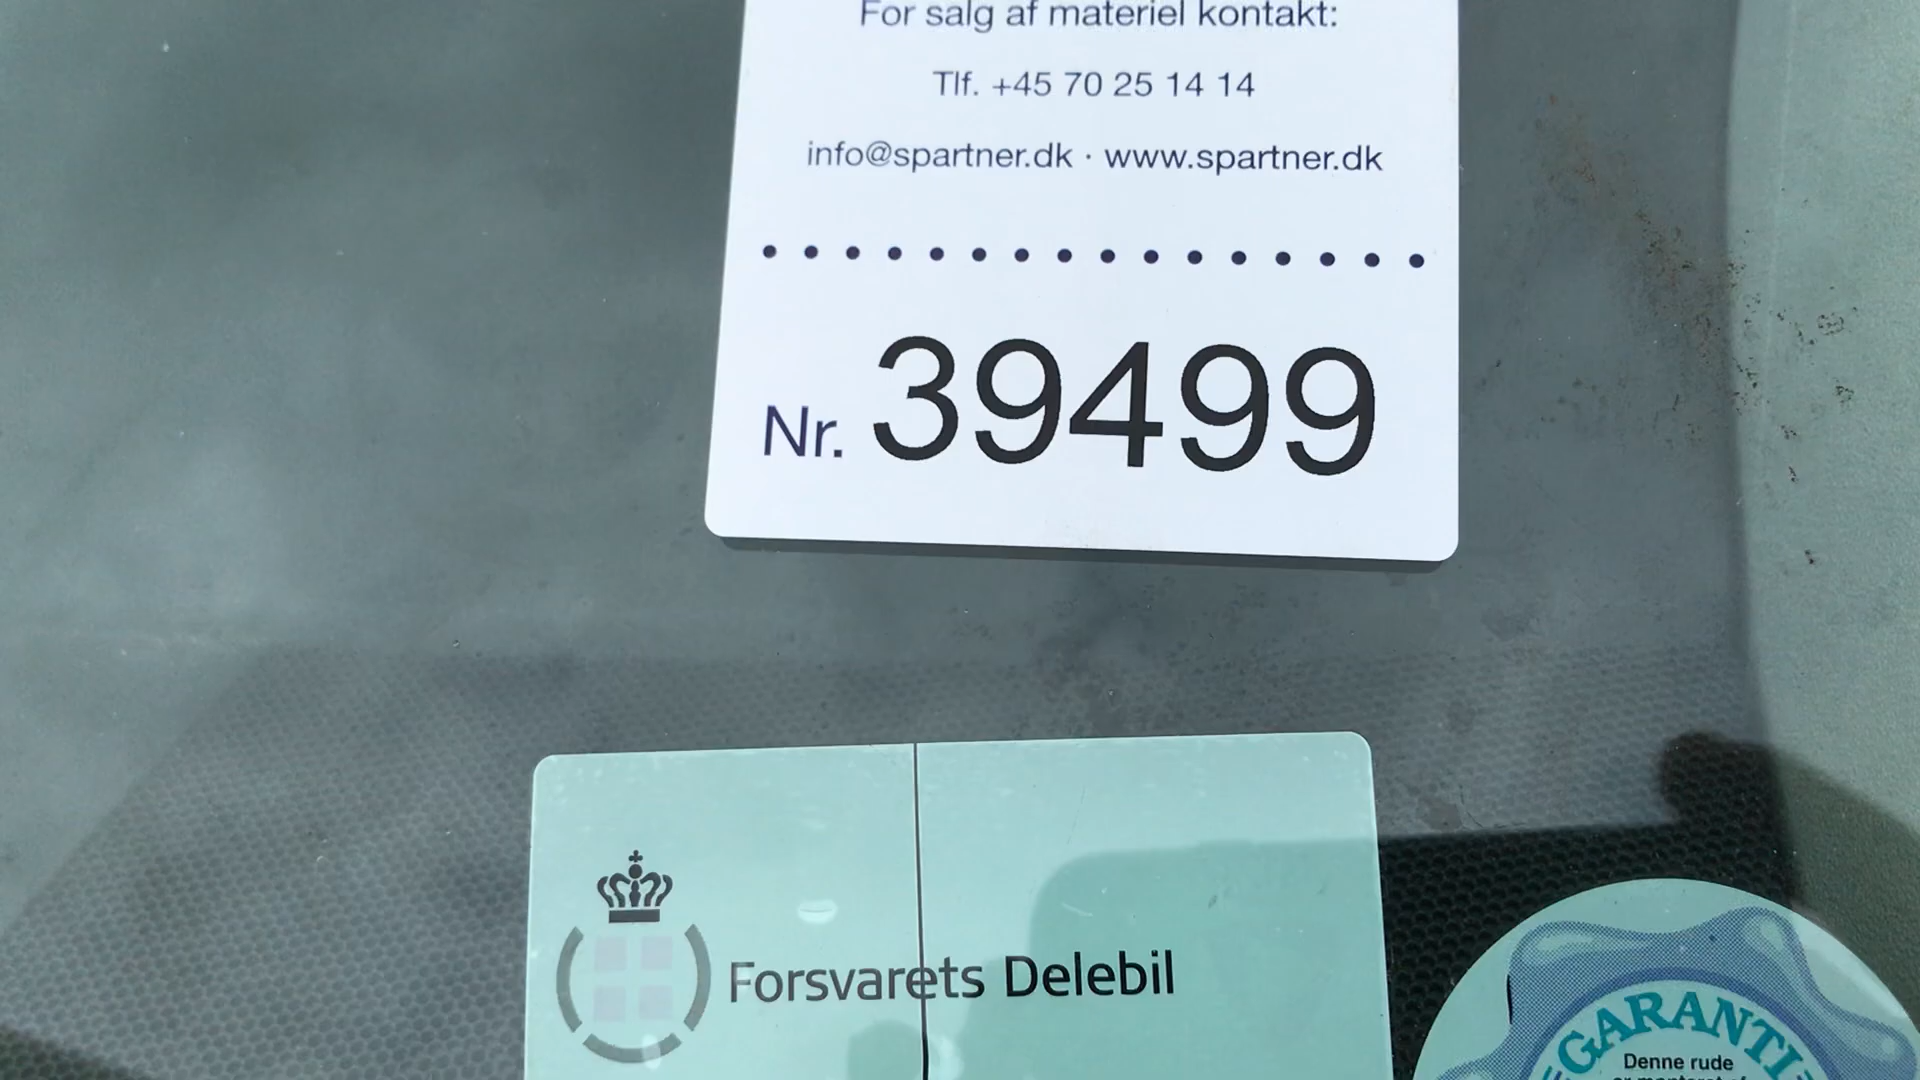 For salg af materiel kontakt:
Tlf. +45 70 25 14 14
info@spartner.dk · www.spartner.dk
Nr. 39499
Forsvarets Delebil
GARANTI
Denne rude